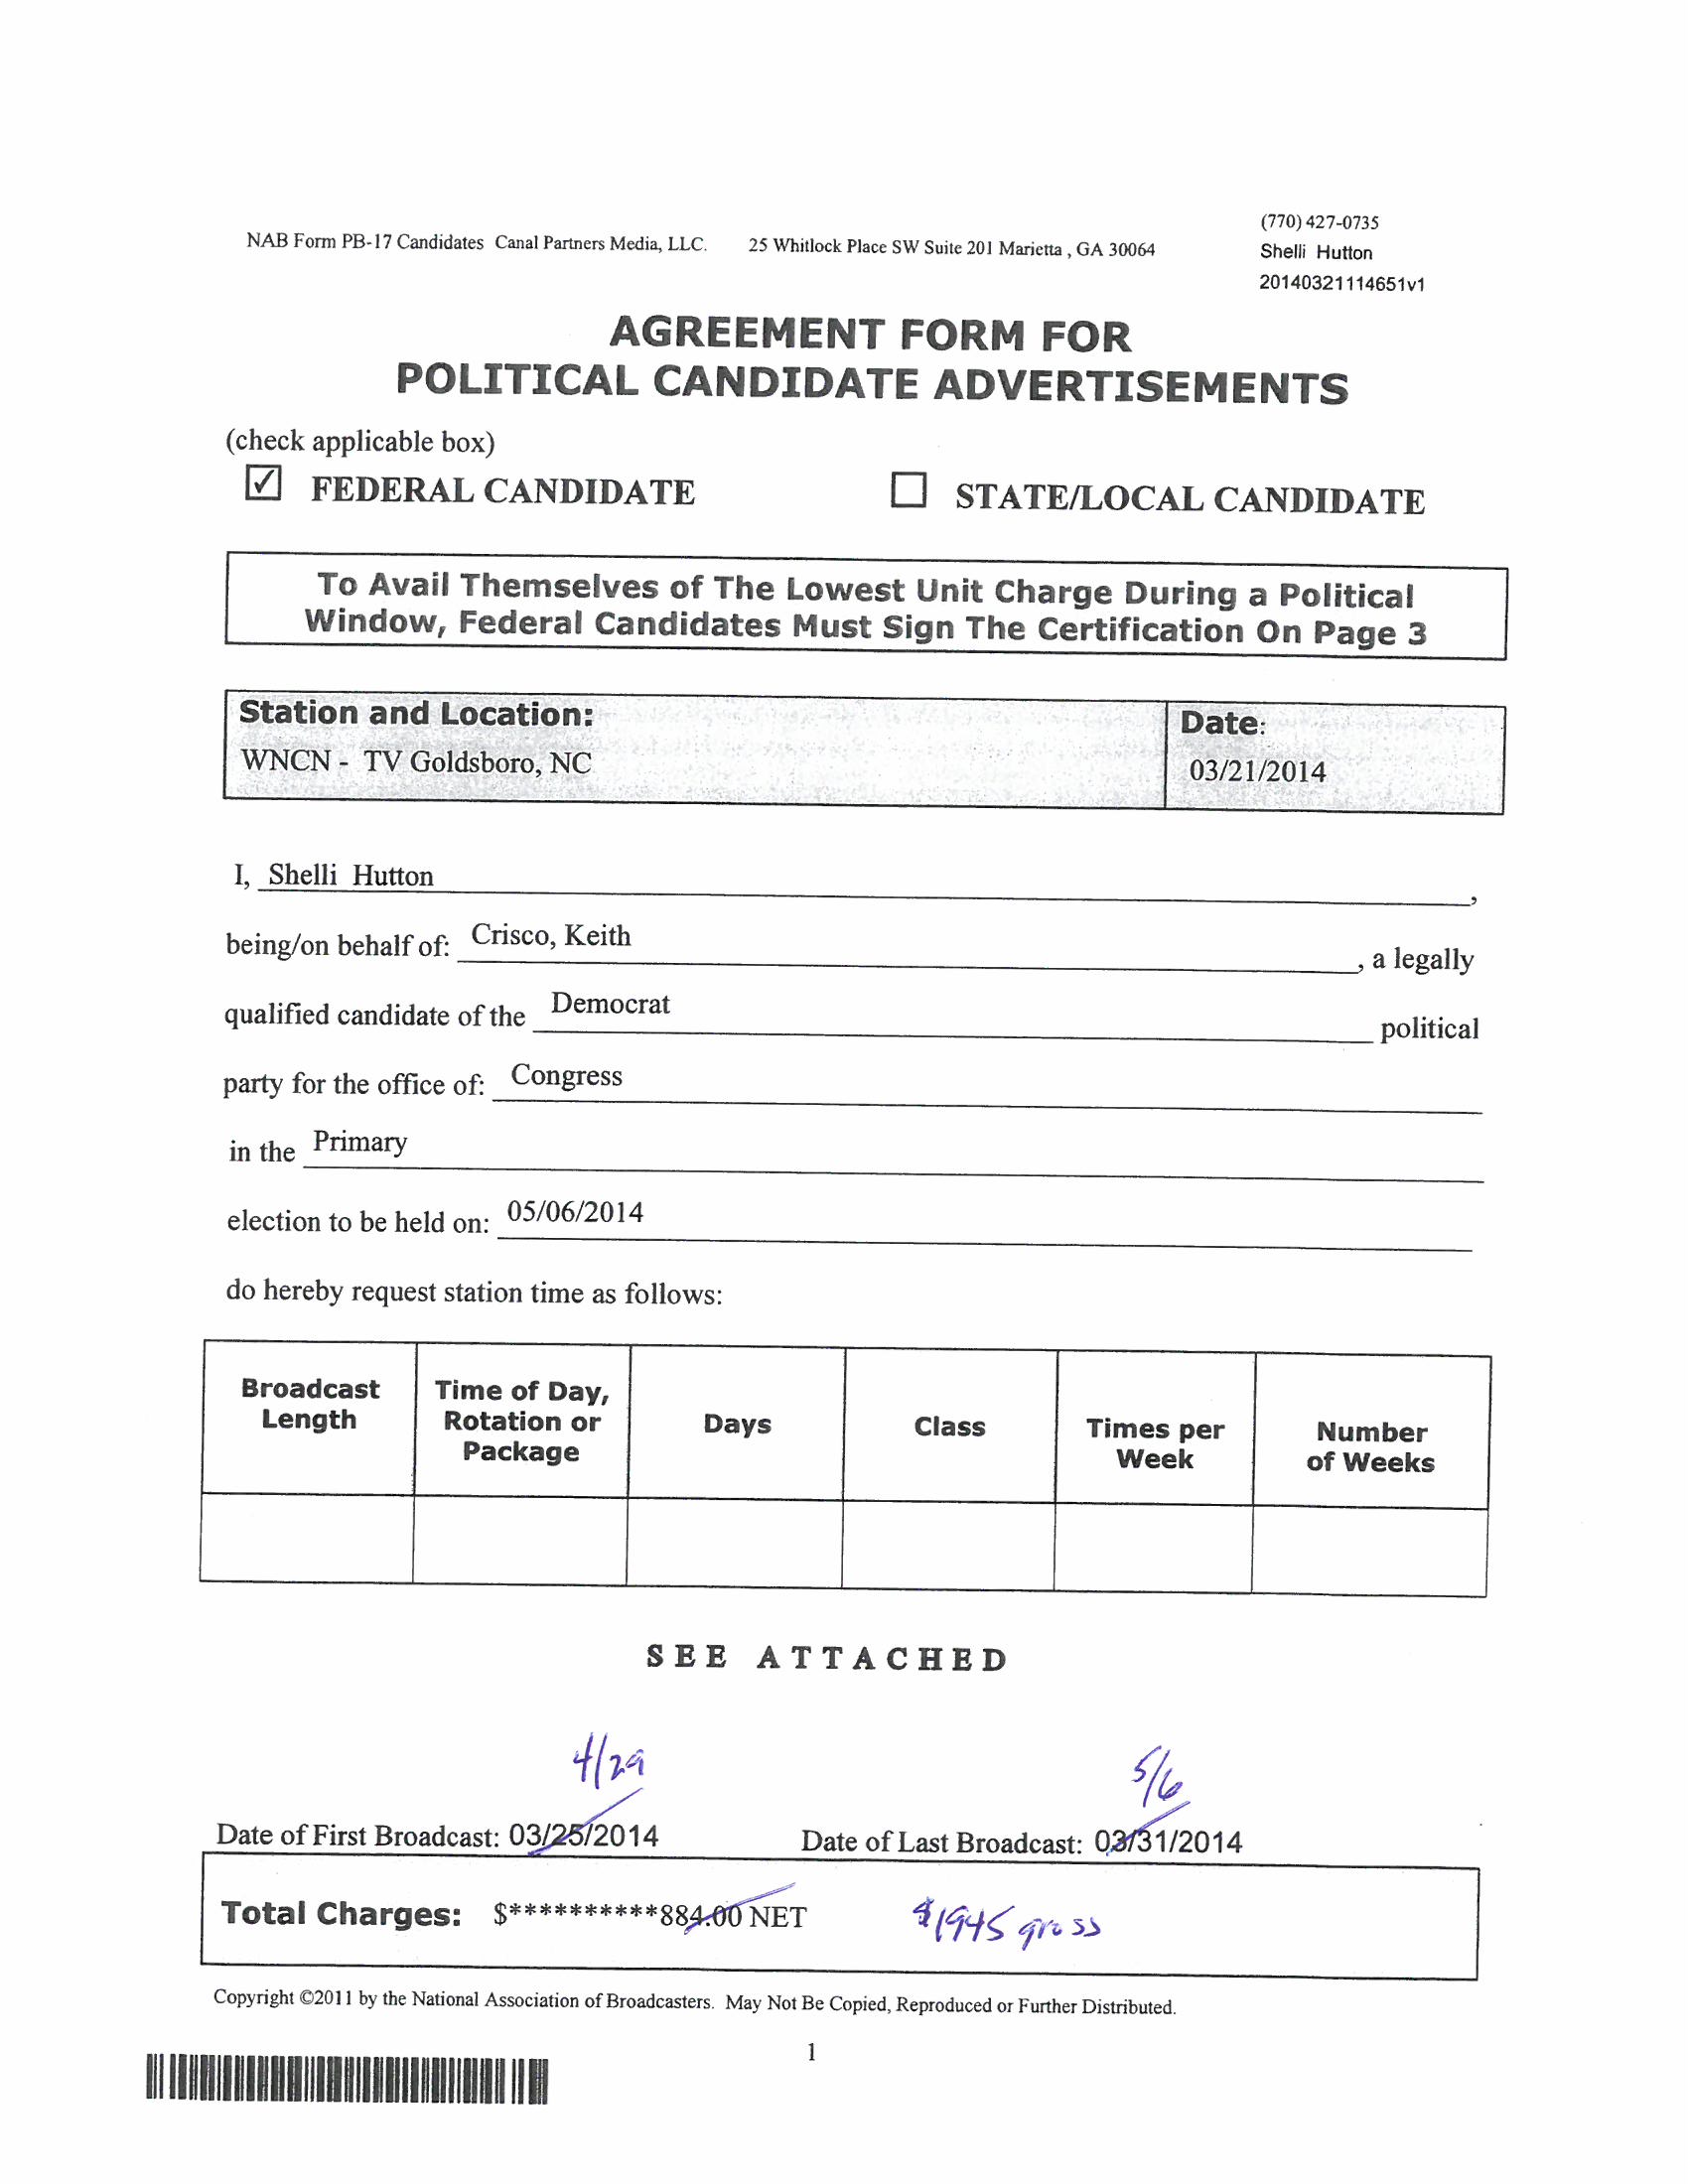 (770) 427-0735
NAB Form PB-17 Candidates Canal Partners Media, LLC. 25 Whitlock Place SW Suite 201 Marietta , GA 30064
Shelli Hutton
20140321114651v1
AGREEMENT FORM FOR
POLITICAL CANDIDATE ADVERTISEMENTS
(check applicable box)
☑ FEDERAL CANDIDATE ☐ STATE/LOCAL CANDIDATE
To Avail Themselves of The Lowest Unit Charge During a Political
Window, Federal Candidates Must Sign The Certification On Page 3
Station and Location: Date:
WNCN - TV Goldsboro, NC 03/21/2014
I, Shelli Hutton ,
being/on behalf of: Crisco, Keith , a legally
qualified candidate of the Democrat political
party for the office of: Congress
in the Primary
election to be held on: 05/06/2014
do hereby request station time as follows:
Broadcast Length Time of Day, Rotation or Package Days Class Times per Week Number of Weeks
SEE ATTACHED
4/29 5/6
Date of First Broadcast: 03/25/2014 Date of Last Broadcast: 03/31/2014
Total Charges: $**********884.00 NET $1945 gross
Copyright ©2011 by the National Association of Broadcasters. May Not Be Copied, Reproduced or Further Distributed.
1